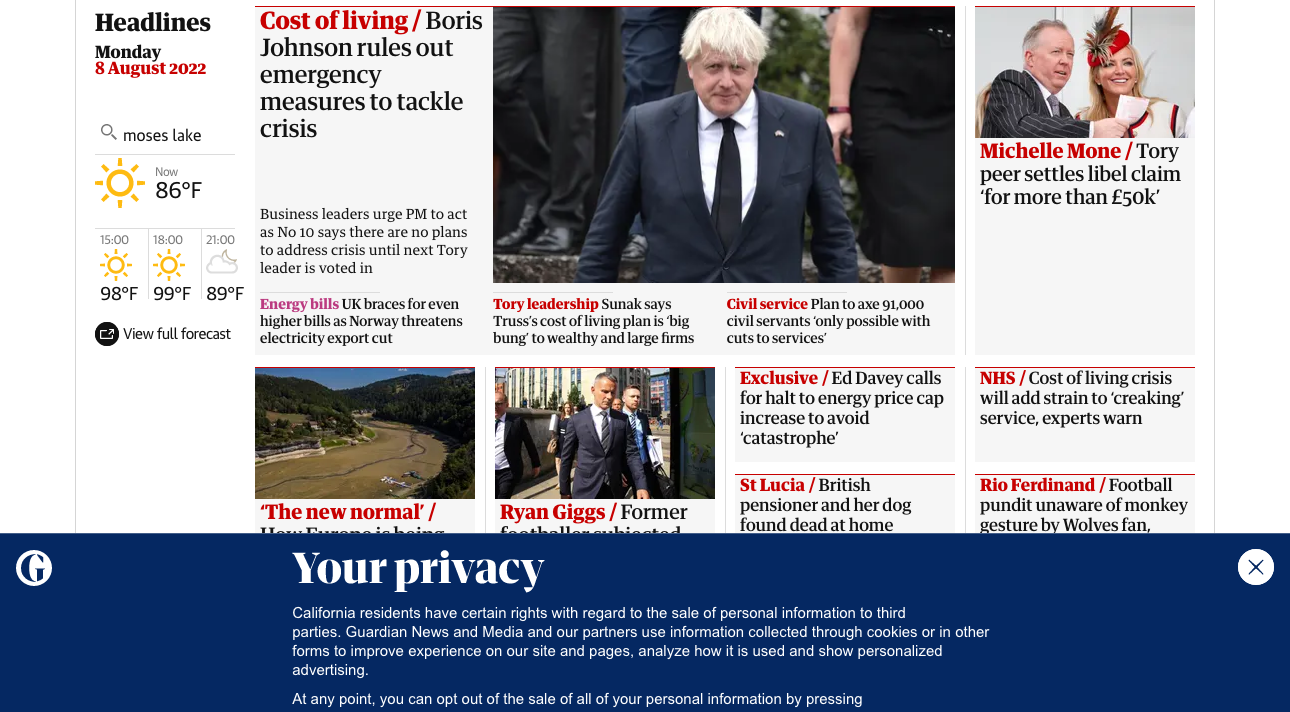 Headlines
Monday
8 August 2022
moses lake
Now
86°F
15:00
18:00
21:00
98°F
99°F
89°F
View full forecast
Cost of living / Boris
Johnson rules out
emergency
measures to tackle
crisis
Business leaders urge PM to act
as No 10 says there are no plans
to address crisis until next Tory
leader is voted in
Energy bills UK braces for even
higher bills as Norway threatens
electricity export cut
Tory leadership Sunak says
Truss's cost of living plan is ‘big
bung’ to wealthy and large firms
Civil service Plan to axe 91,000
civil servants ‘only possible with
cuts to services’
Michelle Mone / Tory
peer settles libel claim
‘for more than £50k’
‘The new normal’ /
How Europe is being
Ryan Giggs / Former
footballer subjected
Exclusive / Ed Davey calls
for halt to energy price cap
increase to avoid
‘catastrophe’
St Lucia / British
pensioner and her dog
found dead at home
NHS / Cost of living crisis
will add strain to ‘creaking’
service, experts warn
Rio Ferdinand / Football
pundit unaware of monkey
gesture by Wolves fan,
G
Your privacy
California residents have certain rights with regard to the sale of personal information to third
parties. Guardian News and Media and our partners use information collected through cookies or in other
forms to improve experience on our site and pages, analyze how it is used and show personalized
advertising.
At any point, you can opt out of the sale of all of your personal information by pressing